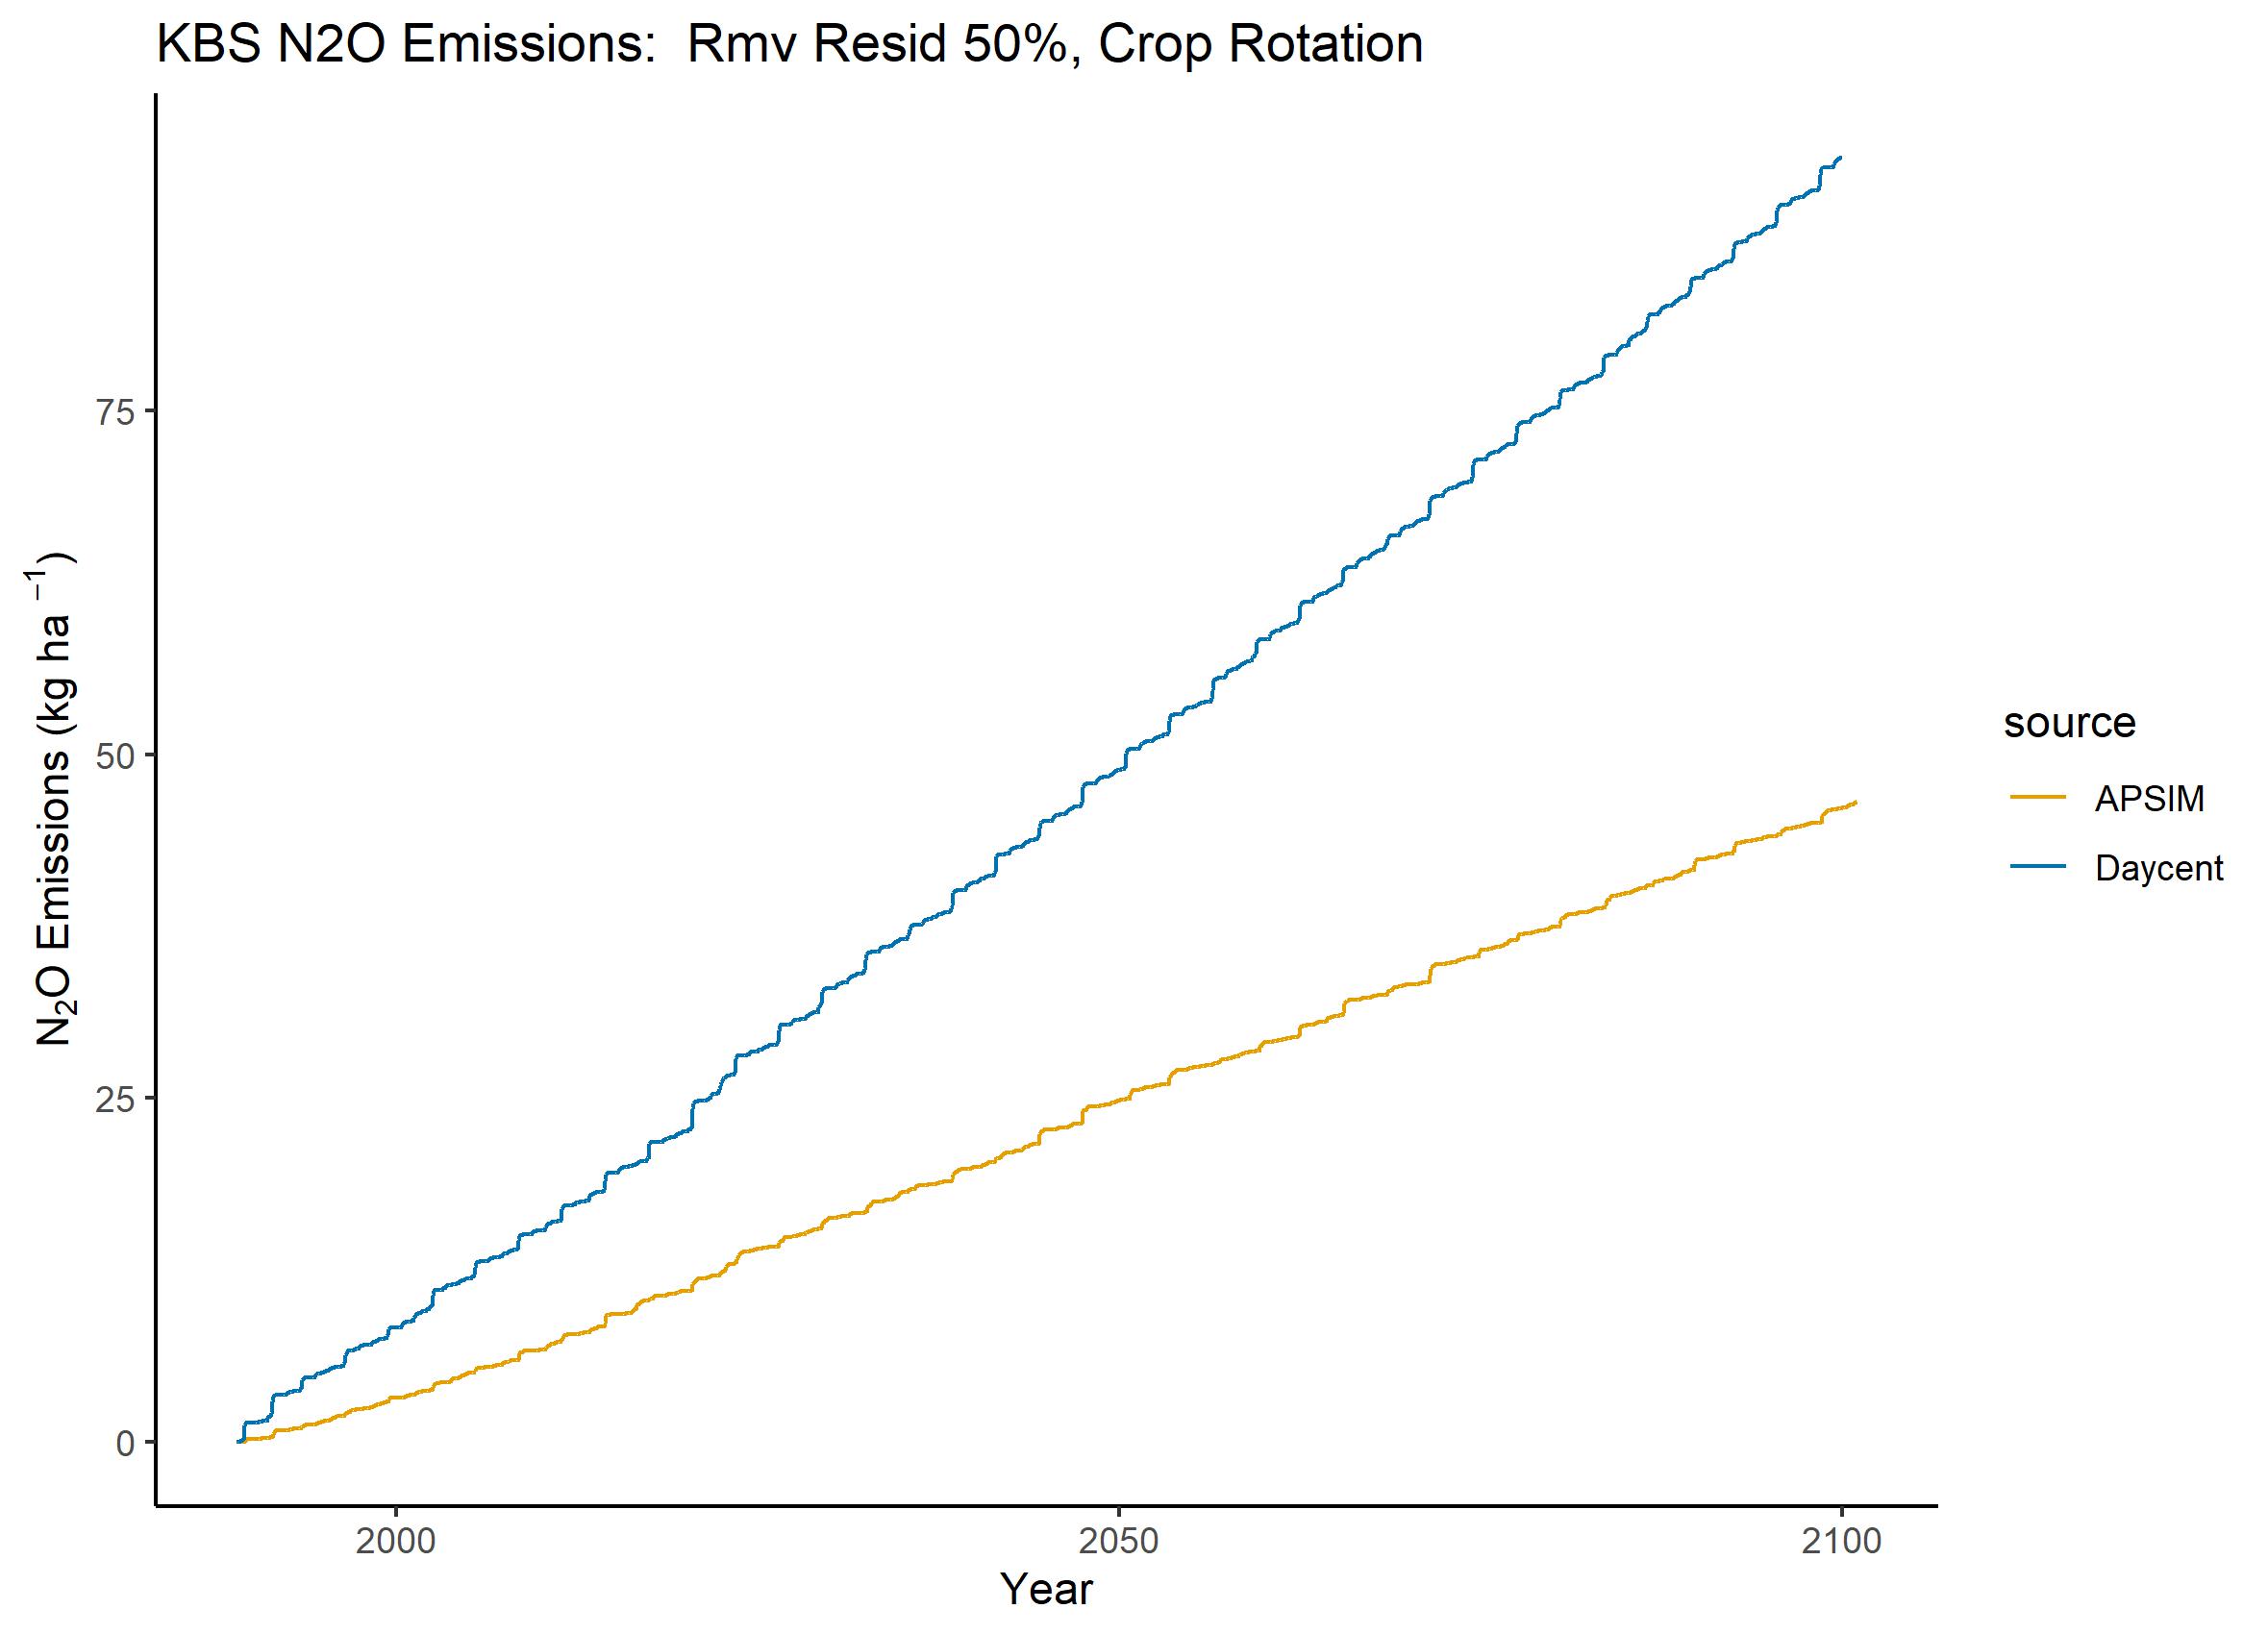 KBS N2O Emissions:  Rmv Resid 50%, Crop Rotation
N₂O Emissions (kg ha ⁻¹)
75
50
25
0
2000
2050
2100
Year
source
APSIM
Daycent